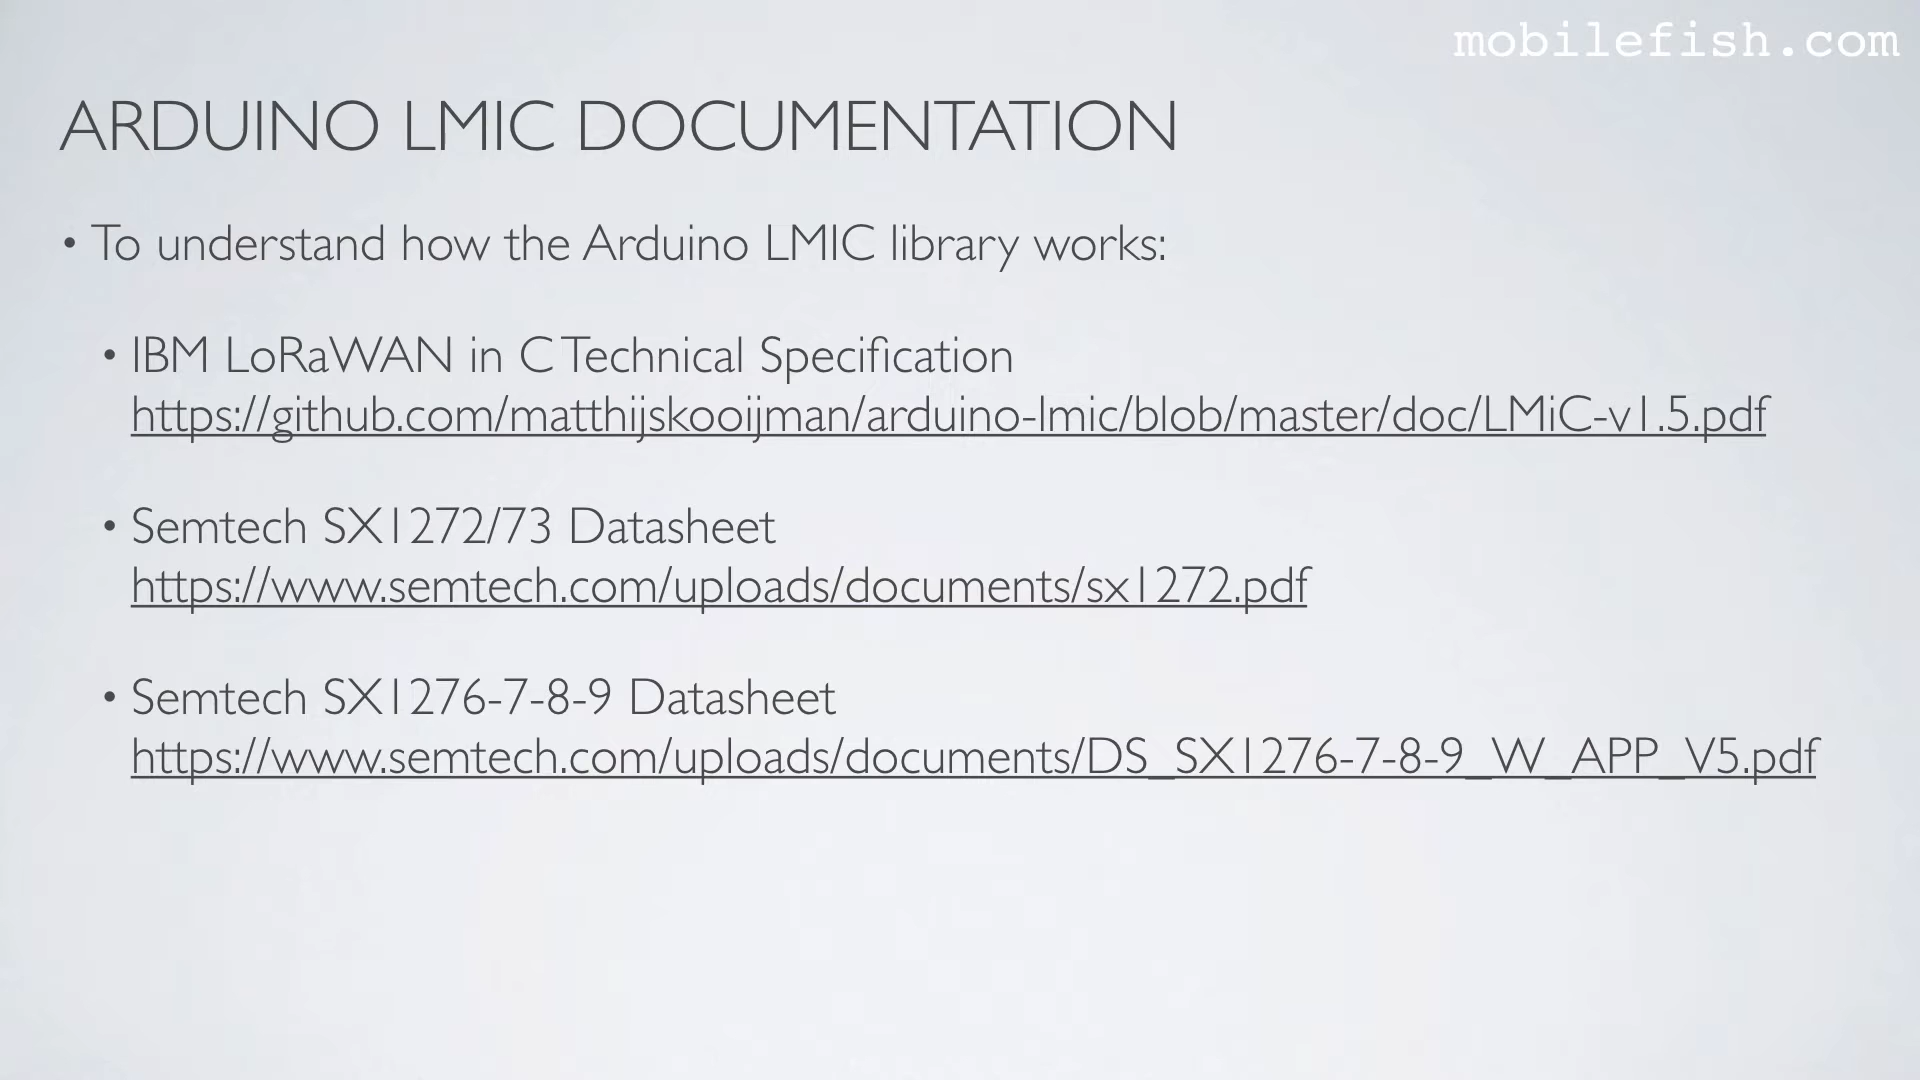 mobilefish.com
ARDUINO LMIC DOCUMENTATION
• To understand how the Arduino LMIC library works:
• IBM LoRaWAN in C Technical Specification
https://github.com/matthijskooijman/arduino-lmic/blob/master/doc/LMiC-v1.5.pdf
• Semtech SX1272/73 Datasheet
https://www.semtech.com/uploads/documents/sx1272.pdf
• Semtech SX1276-7-8-9 Datasheet
https://www.semtech.com/uploads/documents/DS_SX1276-7-8-9_W_APP_V5.pdf